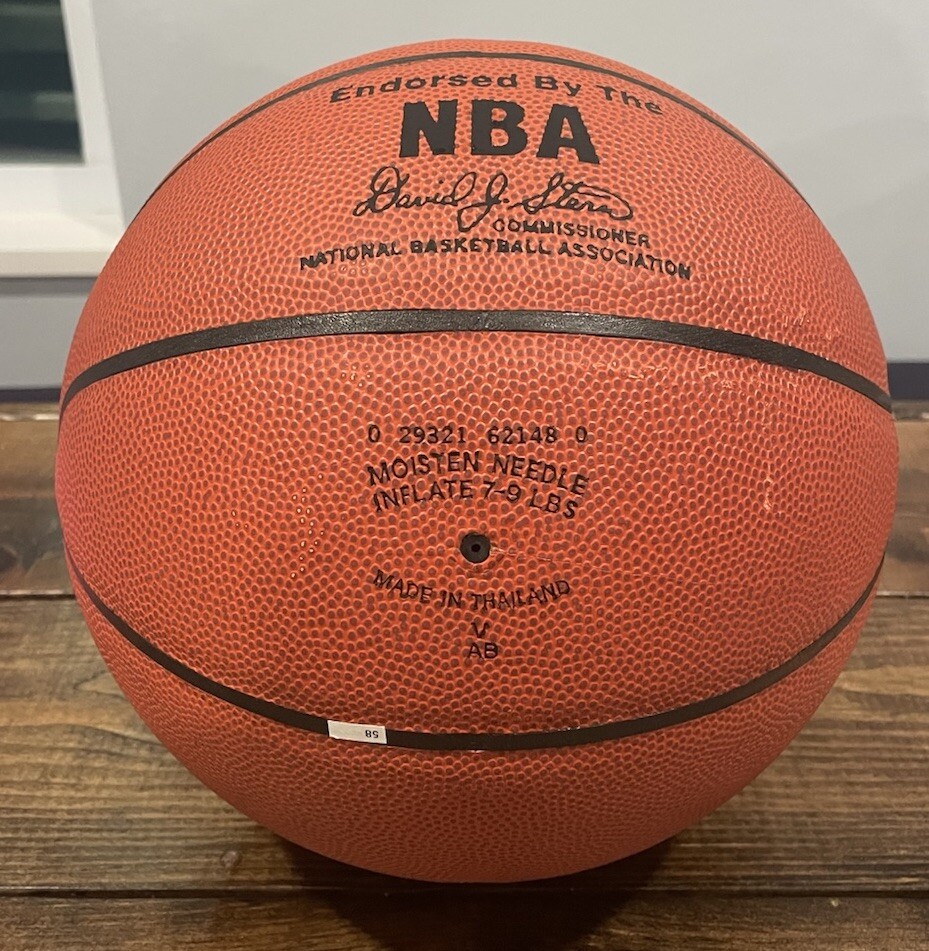 Endorsed By The
NBA
David J. Stern
COMMISSIONER
NATIONAL BASKETBALL ASSOCIATION
0 29321 62148 0
MOISTEN NEEDLE
INFLATE 7-9 LBS
MADE IN THAILAND
V
AB
58